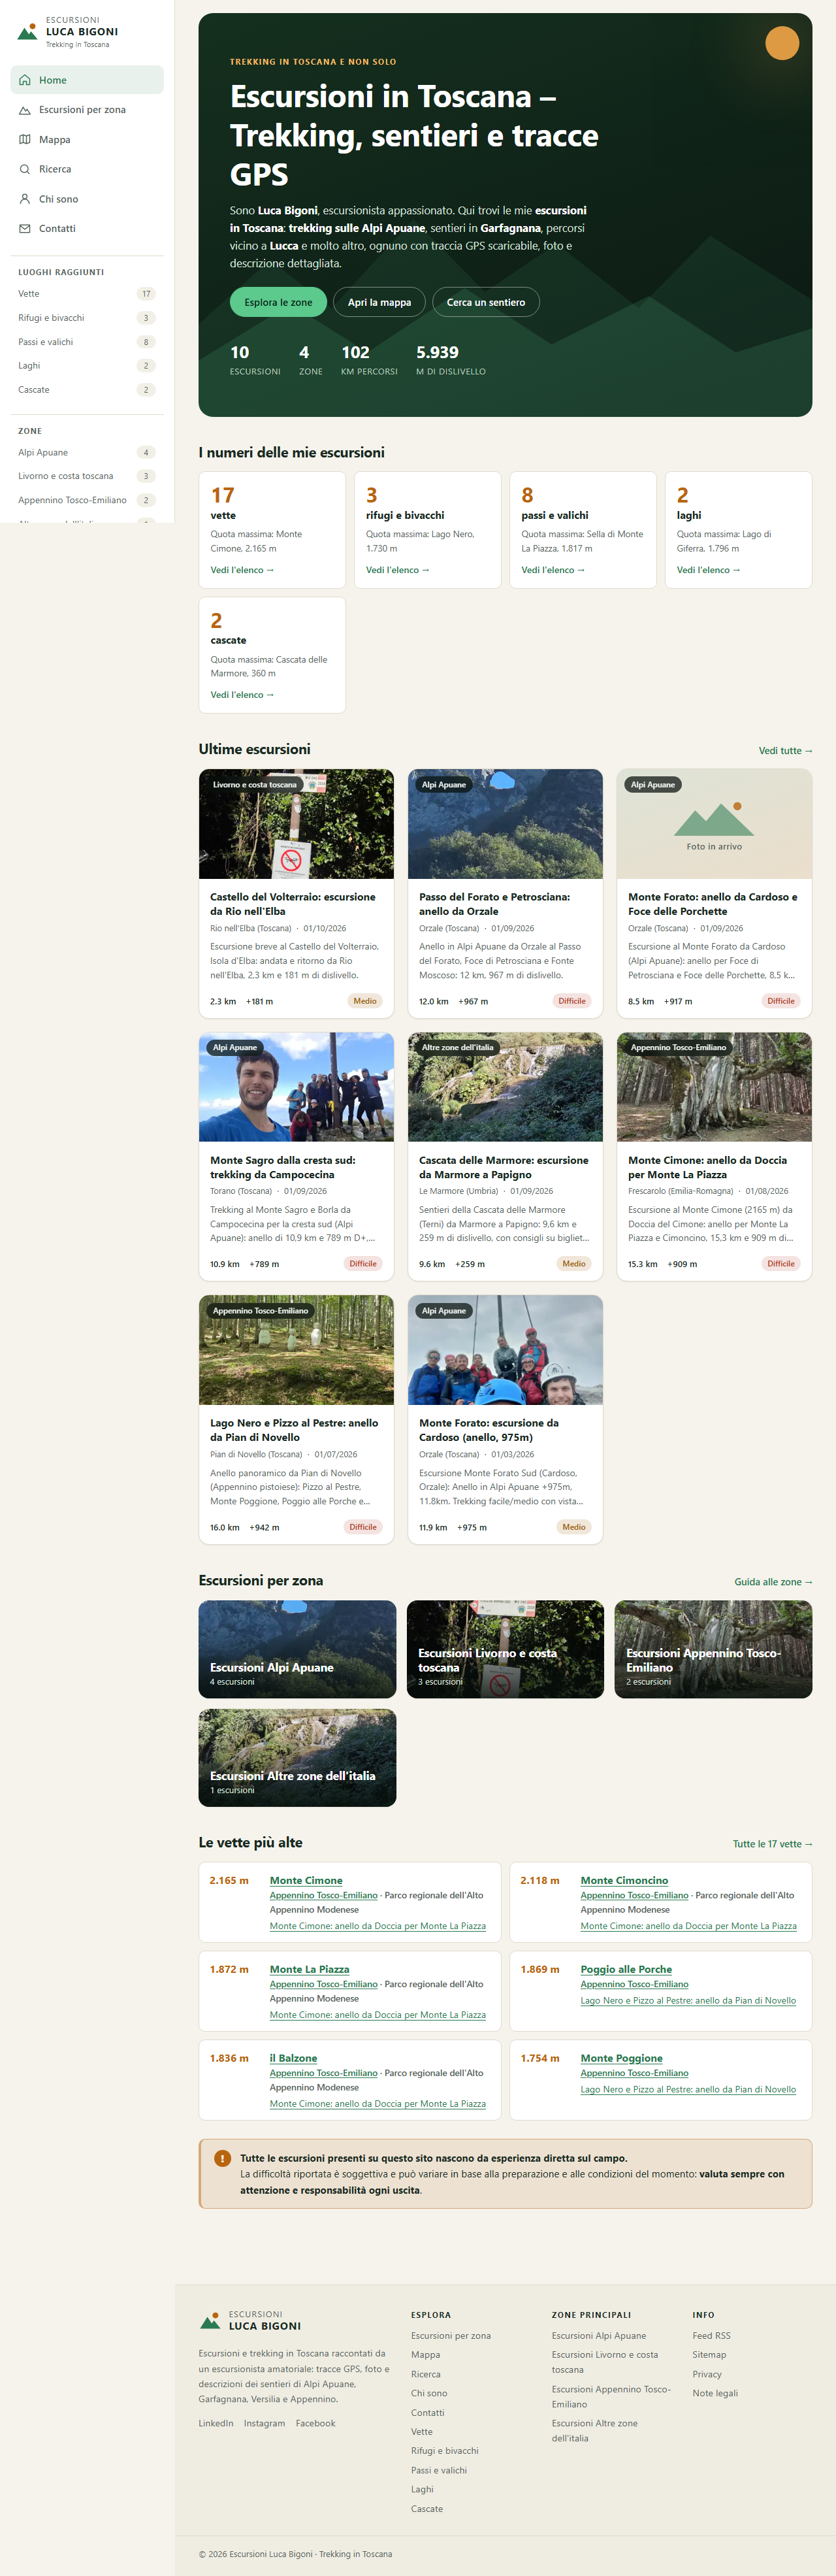 ESCURSIONI
LUCA BIGONI
Trekking in Toscana
Home
Escursioni per zona
Mappa
Ricerca
Chi sono
Contatti
LUOGHI RAGGIUNTI
Vette 17
Rifugi e bivacchi 3
Passi e valichi 8
Laghi 2
Cascate 2
ZONE
Alpi Apuane 4
Livorno e costa toscana 3
Appennino Tosco-Emiliano 2
TREKKING IN TOSCANA E NON SOLO
Escursioni in Toscana –
Trekking, sentieri e tracce
GPS
Sono Luca Bigoni, escursionista appassionato. Qui trovi le mie escursioni
in Toscana: trekking sulle Alpi Apuane, sentieri in Garfagnana, percorsi
vicino a Lucca e molto altro, ognuno con traccia GPS scaricabile, foto e
descrizione dettagliata.
Esplora le zone
Apri la mappa
Cerca un sentiero
10 4 102 5.939
ESCURSIONI ZONE KM PERCORSI M DI DISLIVELLO
I numeri delle mie escursioni
17
vette
Quota massima: Monte
Cimone, 2.165 m
Vedi l'elenco →
3
rifugi e bivacchi
Quota massima: Lago Nero,
1.730 m
Vedi l'elenco →
8
passi e valichi
Quota massima: Sella di Monte
La Piazza, 1.817 m
Vedi l'elenco →
2
laghi
Quota massima: Lago di
Giferra, 1.796 m
Vedi l'elenco →
2
cascate
Quota massima: Cascata delle
Marmore, 360 m
Vedi l'elenco →
Ultime escursioni
Vedi tutte →
Livorno e costa toscana
Castello del Volterraio: escursione
da Rio nell'Elba
Rio nell'Elba (Toscana) · 01/10/2026
Escursione breve al Castello del Volterraio,
Isola d'Elba: andata e ritorno da Rio
nell'Elba, 2,3 km e 181 m di dislivello.
2.3 km +181 m Medio
Alpi Apuane
Passo del Forato e Petrosciana:
anello da Orzale
Orzale (Toscana) · 01/09/2026
Anello in Alpi Apuane da Orzale al Passo
del Forato, Foce di Petrosciana e Fonte
Moscoso: 12 km, 967 m di dislivello.
12.0 km +967 m Difficile
Alpi Apuane
Foto in arrivo
Monte Forato: anello da Cardoso e
Foce delle Porchette
Orzale (Toscana) · 01/09/2026
Escursione al Monte Forato da Cardoso
(Alpi Apuane): anello per Foce di
Petrosciana e Foce delle Porchette, 8,5 k...
8.5 km +917 m Difficile
Alpi Apuane
Monte Sagro dalla cresta sud:
trekking da Campocecina
Torano (Toscana) · 01/09/2026
Trekking al Monte Sagro e Borla da
Campocecina per la cresta sud (Alpi
Apuane): anello di 10,9 km e 789 m D+,...
10.9 km +789 m Difficile
Altre zone dell'italia
Cascata delle Marmore: escursione
da Marmore a Papigno
Le Marmore (Umbria) · 01/09/2026
Sentieri della Cascata delle Marmore
(Terni) da Marmore a Papigno: 9,6 km e
259 m di dislivello, con consigli su bigliet...
9.6 km +259 m Medio
Appennino Tosco-Emiliano
Monte Cimone: anello da Doccia
per Monte La Piazza
Frescarolo (Emilia-Romagna) · 01/08/2026
Escursione al Monte Cimone (2165 m) da
Doccia del Cimone: anello per Monte La
Piazza e Cimoncino, 15,3 km e 909 m di...
15.3 km +909 m Difficile
Appennino Tosco-Emiliano
Lago Nero e Pizzo al Pestre: anello
da Pian di Novello
Pian di Novello (Toscana) · 01/07/2026
Anello panoramico da Pian di Novello
(Appennino pistoiese): Pizzo al Pestre,
Monte Poggione, Poggio alle Porche e...
16.0 km +942 m Difficile
Alpi Apuane
Monte Forato: escursione da
Cardoso (anello, 975m)
Orzale (Toscana) · 01/03/2026
Escursione Monte Forato Sud (Cardoso,
Orzale): Anello in Alpi Apuane +975m,
11.8km. Trekking facile/medio con vista...
11.9 km +975 m Medio
Escursioni per zona
Guida alle zone →
Escursioni Alpi Apuane
4 escursioni
Escursioni Livorno e costa
toscana
3 escursioni
Escursioni Appennino Tosco-
Emiliano
2 escursioni
Escursioni Altre zone dell'italia
1 escursioni
Le vette più alte
Tutte le 17 vette →
2.165 m Monte Cimone
Appennino Tosco-Emiliano · Parco regionale dell'Alto
Appennino Modenese
Monte Cimone: anello da Doccia per Monte La Piazza
2.118 m Monte Cimoncino
Appennino Tosco-Emiliano · Parco regionale dell'Alto
Appennino Modenese
Monte Cimone: anello da Doccia per Monte La Piazza
1.872 m Monte La Piazza
Appennino Tosco-Emiliano · Parco regionale dell'Alto
Appennino Modenese
Monte Cimone: anello da Doccia per Monte La Piazza
1.869 m Poggio alle Porche
Appennino Tosco-Emiliano
Lago Nero e Pizzo al Pestre: anello da Pian di Novello
1.836 m il Balzone
Appennino Tosco-Emiliano · Parco regionale dell'Alto
Appennino Modenese
Monte Cimone: anello da Doccia per Monte La Piazza
1.754 m Monte Poggione
Appennino Tosco-Emiliano
Lago Nero e Pizzo al Pestre: anello da Pian di Novello
Tutte le escursioni presenti su questo sito nascono da esperienza diretta sul campo.
La difficoltà riportata è soggettiva e può variare in base alla preparazione e alle condizioni del momento: valuta sempre con
attenzione e responsabilità ogni uscita.
ESCURSIONI
LUCA BIGONI
Escursioni e trekking in Toscana raccontati da
un escursionista amatoriale: tracce GPS, foto e
descrizioni dei sentieri di Alpi Apuane,
Garfagnana, Versilia e Appennino.
LinkedIn Instagram Facebook
ESPLORA
Escursioni per zona
Mappa
Ricerca
Chi sono
Contatti
Vette
Rifugi e bivacchi
Passi e valichi
Laghi
Cascate
ZONE PRINCIPALI
Escursioni Alpi Apuane
Escursioni Livorno e costa
toscana
Escursioni Appennino Tosco-
Emiliano
Escursioni Altre zone
dell'italia
INFO
Feed RSS
Sitemap
Privacy
Note legali
© 2026 Escursioni Luca Bigoni · Trekking in Toscana